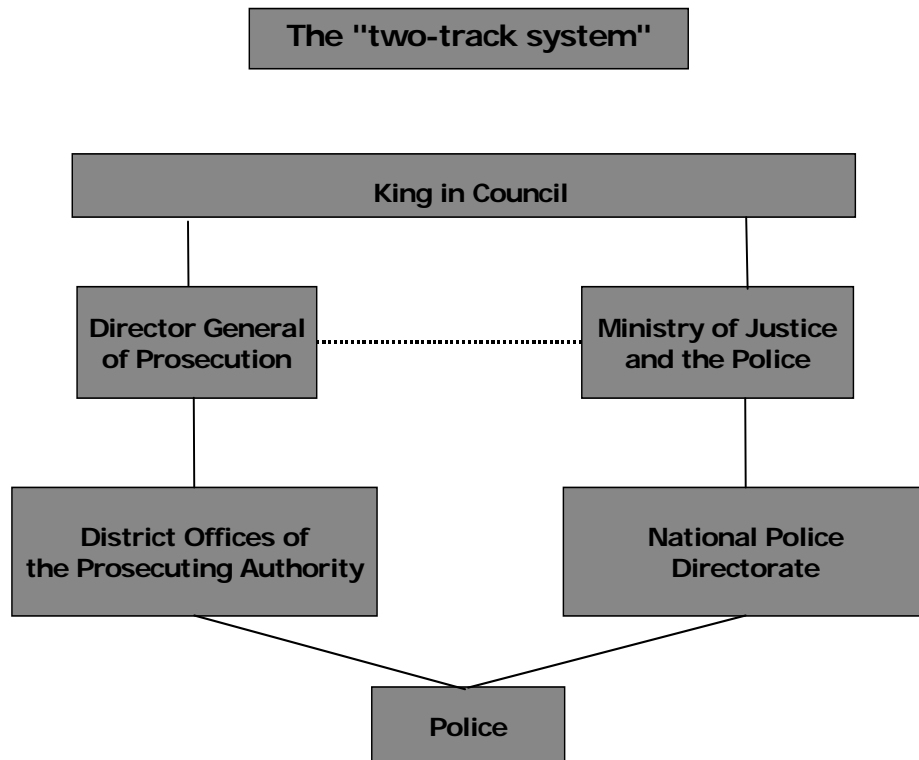 The "two-track system"
King in Council
Director General
of Prosecution
Ministry of Justice
and the Police
District Offices of
the Prosecuting Authority
National Police
Directorate
Police